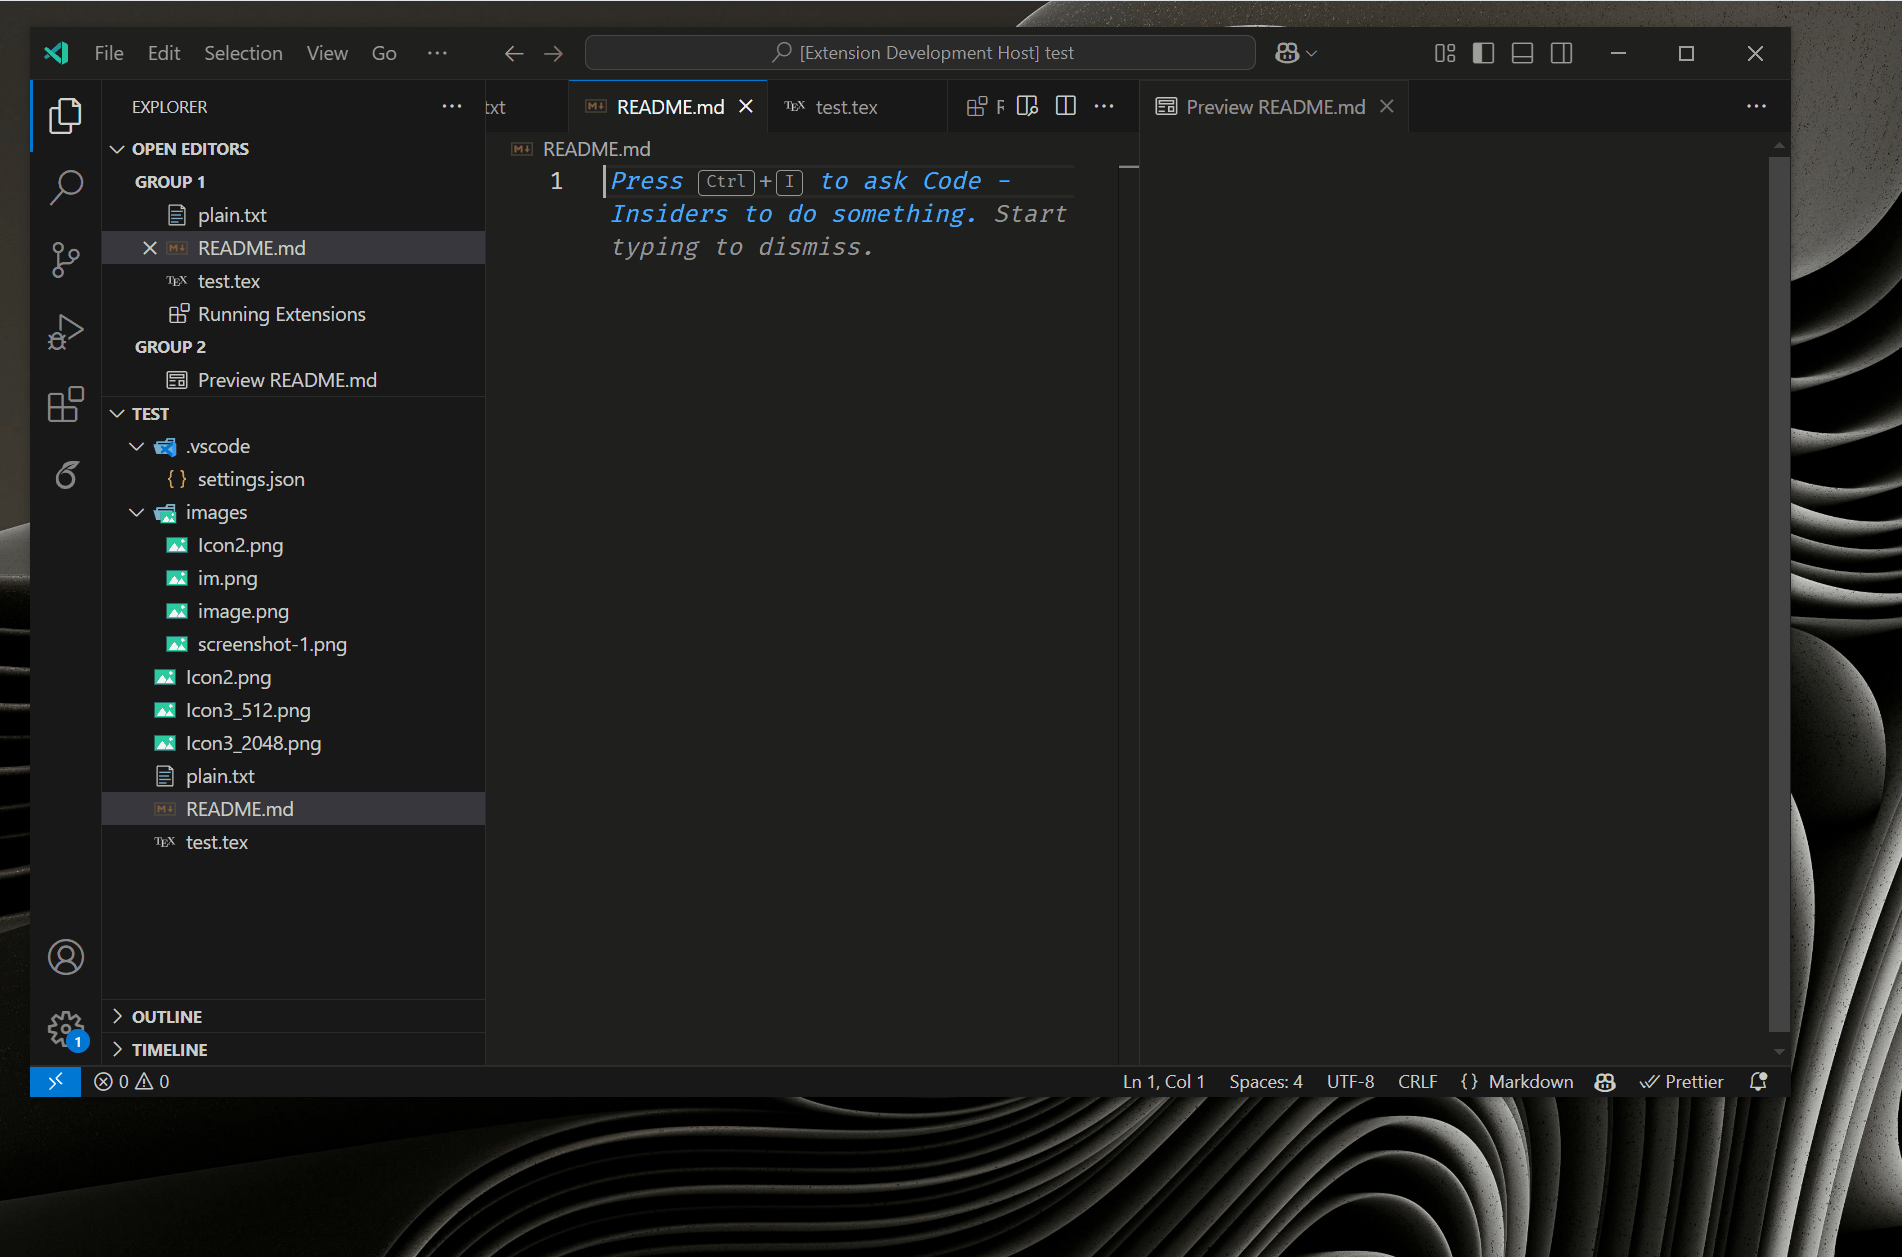 File Edit Selection View Go ···
[Extension Development Host] test
EXPLORER
OPEN EDITORS
GROUP 1
plain.txt
README.md
test.tex
Running Extensions
GROUP 2
Preview README.md
TEST
.vscode
{ } settings.json
images
Icon2.png
im.png
image.png
screenshot-1.png
Icon2.png
Icon3_512.png
Icon3_2048.png
plain.txt
README.md
TEX test.tex
OUTLINE
TIMELINE
1
txt
README.md
TEX test.tex
README.md
1
Press Ctrl+I to ask Code -
Insiders to do something. Start
typing to dismiss.
Preview README.md
0 0
Ln 1, Col 1 Spaces: 4 UTF-8 CRLF { } Markdown Prettier